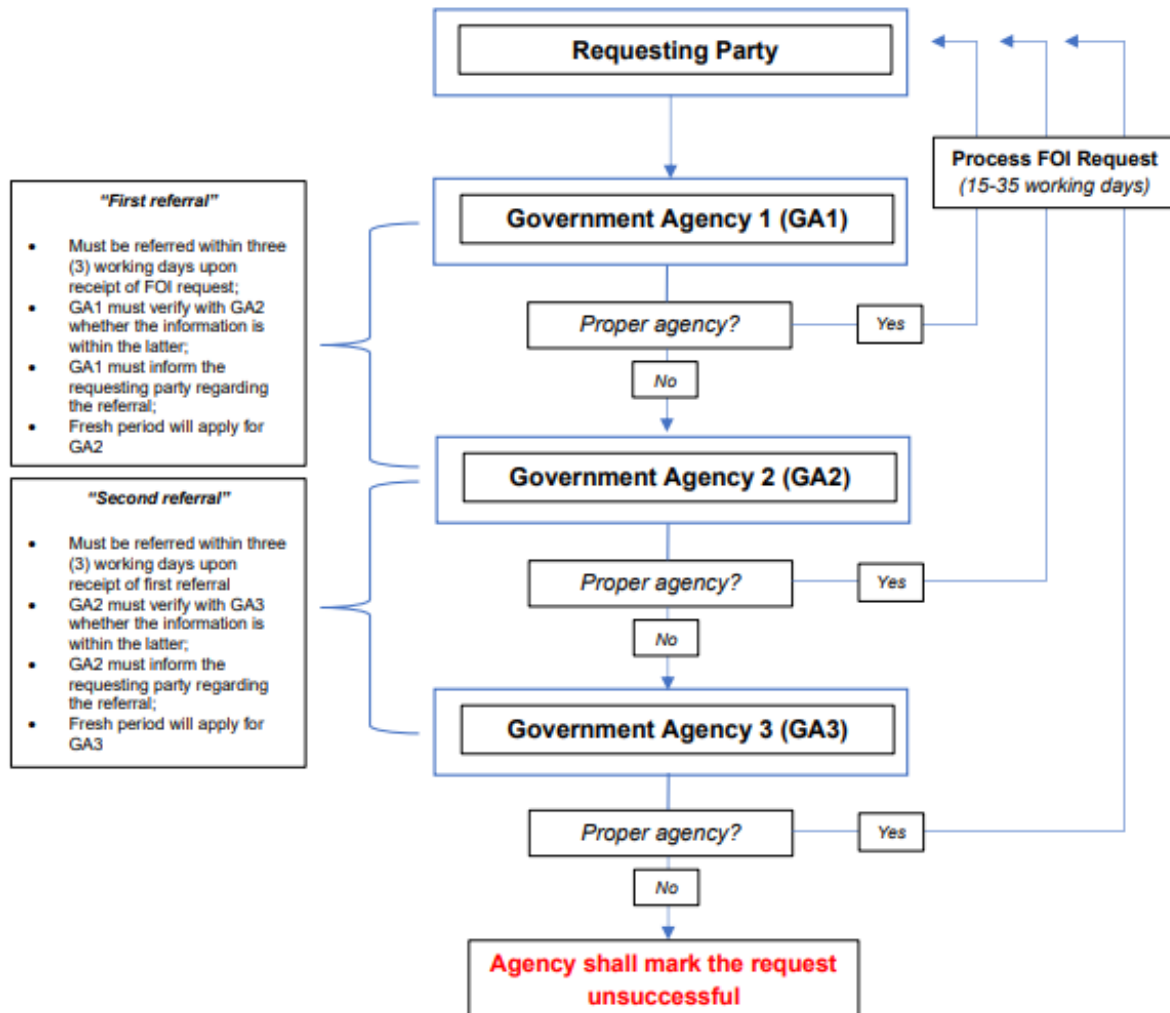 Requesting Party
Process FOI Request
(15-35 working days)
“First referral”
• Must be referred within three
(3) working days upon
receipt of FOI request;
• GA1 must verify with GA2
whether the information is
within the latter;
• GA1 must inform the
requesting party regarding
the referral;
• Fresh period will apply for
GA2
Government Agency 1 (GA1)
Proper agency?
Yes
No
Government Agency 2 (GA2)
“Second referral”
• Must be referred within three
(3) working days upon
receipt of first referral
• GA2 must verify with GA3
whether the information is
within the latter;
• GA2 must inform the
requesting party regarding
the referral;
• Fresh period will apply for
GA3
Proper agency?
Yes
No
Government Agency 3 (GA3)
Proper agency?
Yes
No
Agency shall mark the request
unsuccessful